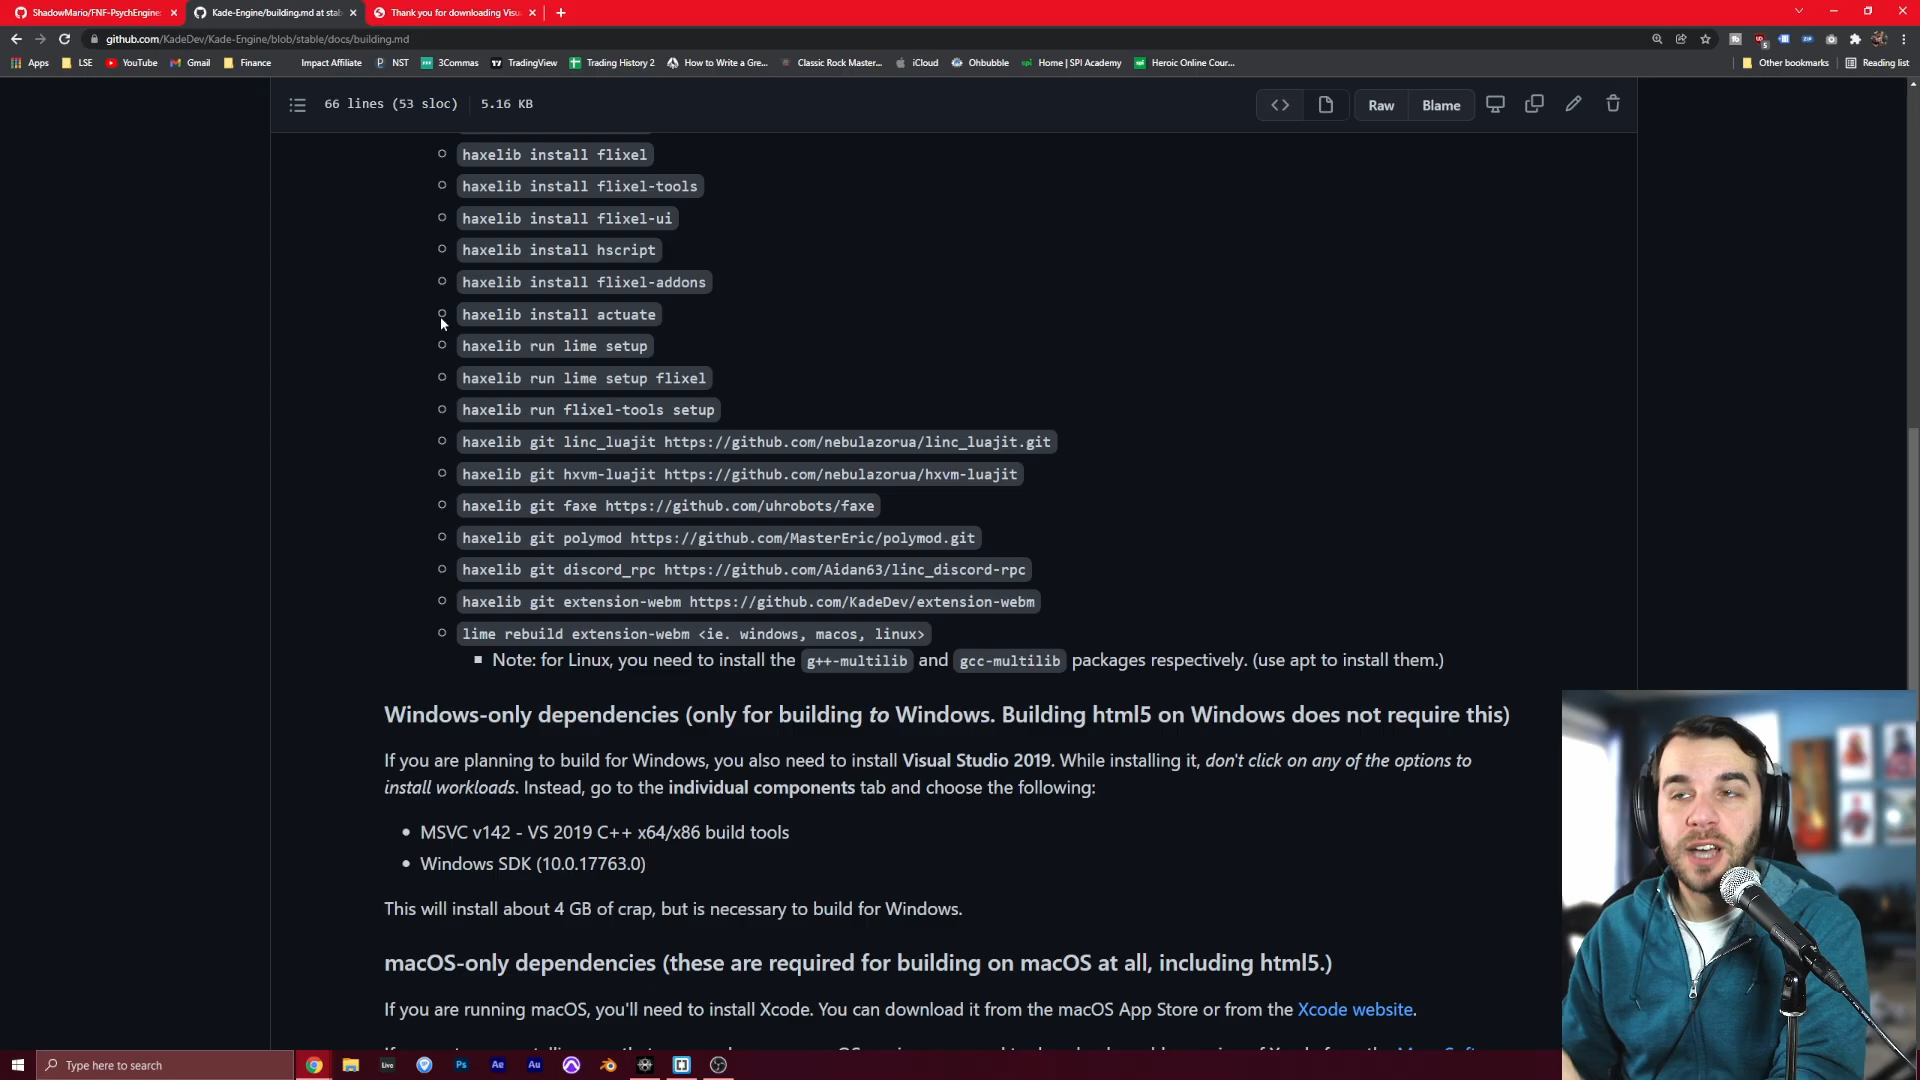 ShadowMario/FNF-PsychEngine:
Kade-Engine/building.md at stab
Thank you for downloading Visu
github.com/KadeDev/Kade-Engine/blob/stable/docs/building.md
Apps LSE YouTube Gmail Finance Impact Affiliate NST 3Commas TradingView Trading History 2 How to Write a Gre... Classic Rock Master... iCloud Ohbubble Home | SPI Academy Heroic Online Cour... Other bookmarks Reading list
66 lines (53 sloc) 5.16 KB Raw Blame
haxelib install flixel
haxelib install flixel-tools
haxelib install flixel-ui
haxelib install hscript
haxelib install flixel-addons
haxelib install actuate
haxelib run lime setup
haxelib run lime setup flixel
haxelib run flixel-tools setup
haxelib git linc_luajit https://github.com/nebulazorua/linc_luajit.git
haxelib git hxvm-luajit https://github.com/nebulazorua/hxvm-luajit
haxelib git faxe https://github.com/uhrobots/faxe
haxelib git polymod https://github.com/MasterEric/polymod.git
haxelib git discord_rpc https://github.com/Aidan63/linc_discord-rpc
haxelib git extension-webm https://github.com/KadeDev/extension-webm
lime rebuild extension-webm <ie. windows, macos, linux>
Note: for Linux, you need to install the g++-multilib and gcc-multilib packages respectively. (use apt to install them.)
Windows-only dependencies (only for building to Windows. Building html5 on Windows does not require this)
If you are planning to build for Windows, you also need to install Visual Studio 2019. While installing it, don't click on any of the options to
install workloads. Instead, go to the individual components tab and choose the following:
MSVC v142 - VS 2019 C++ x64/x86 build tools
Windows SDK (10.0.17763.0)
This will install about 4 GB of crap, but is necessary to build for Windows.
macOS-only dependencies (these are required for building on macOS at all, including html5.)
If you are running macOS, you'll need to install Xcode. You can download it from the macOS App Store or from the Xcode website.
Type here to search
Live
Ps
Ae
Au